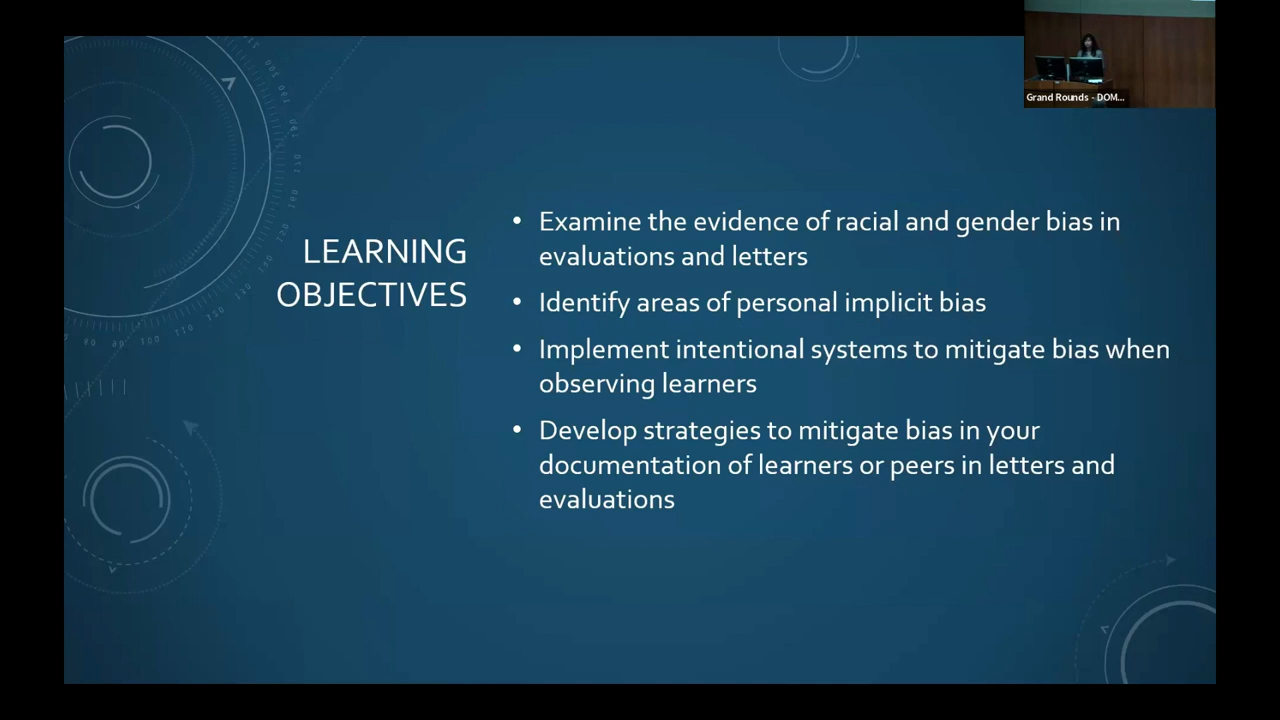 Grand Rounds - DOM...
LEARNING
OBJECTIVES
• Examine the evidence of racial and gender bias in
evaluations and letters
• Identify areas of personal implicit bias
• Implement intentional systems to mitigate bias when
observing learners
• Develop strategies to mitigate bias in your
documentation of learners or peers in letters and
evaluations